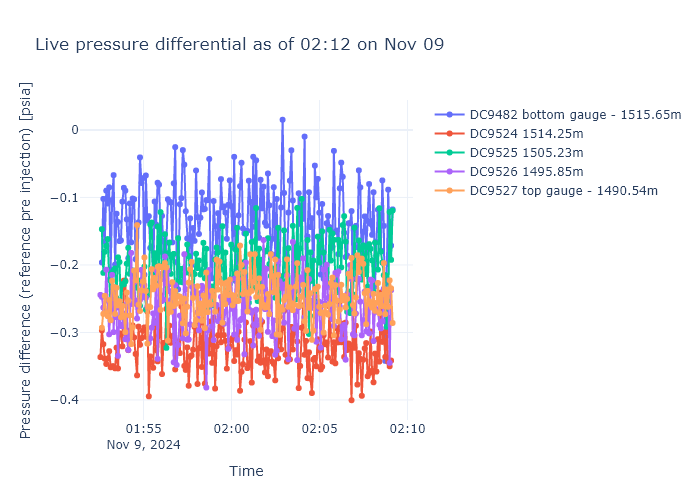 Live pressure differential as of 02:12 on Nov 09
Pressure difference (reference pre injection) [psia]
0
−0.1
−0.2
−0.3
−0.4
01:55
02:00
02:05
02:10
Nov 9, 2024
Time
DC9482 bottom gauge - 1515.65m
DC9524 1514.25m
DC9525 1505.23m
DC9526 1495.85m
DC9527 top gauge - 1490.54m